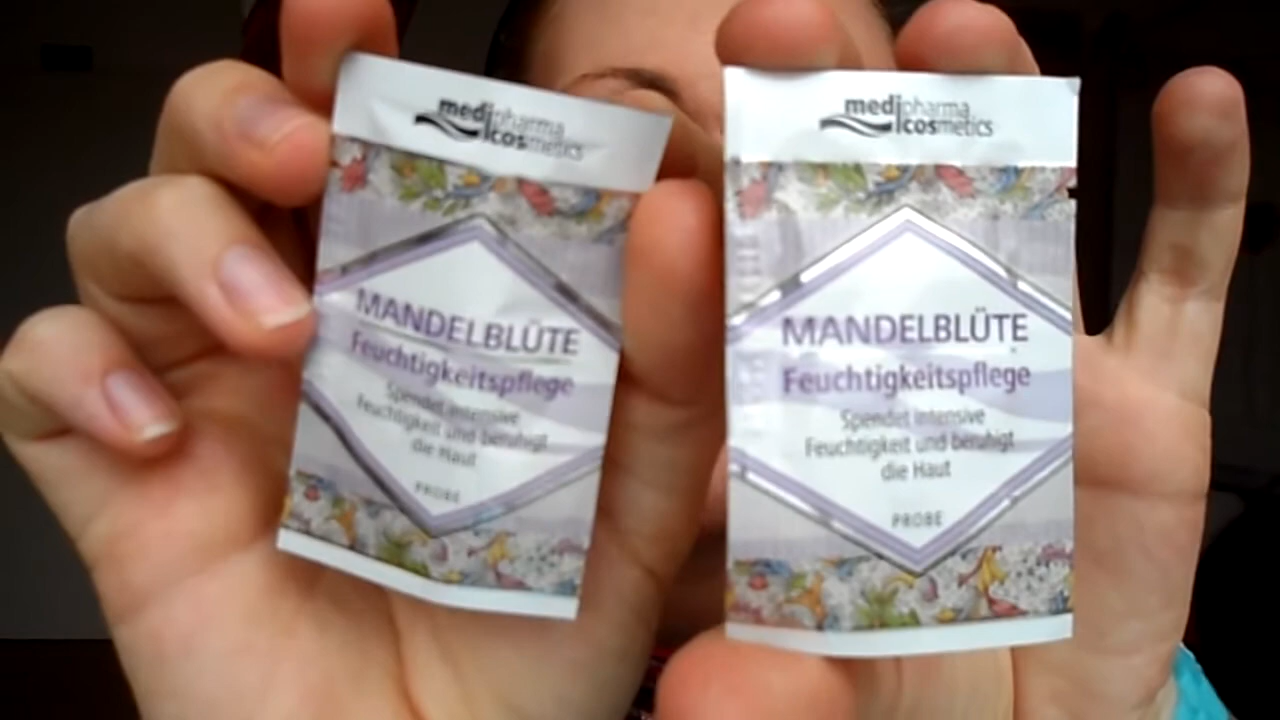 medipharma
cosmetics
MANDELBLÜTE
Feuchtigkeitspflege
Spendet intensive
Feuchtigkeit und beruhigt
die Haut
PROBE
medipharma
cosmetics
MANDELBLÜTE
Feuchtigkeitspflege
Spendet intensive
Feuchtigkeit und beruhigt
die Haut
PROBE